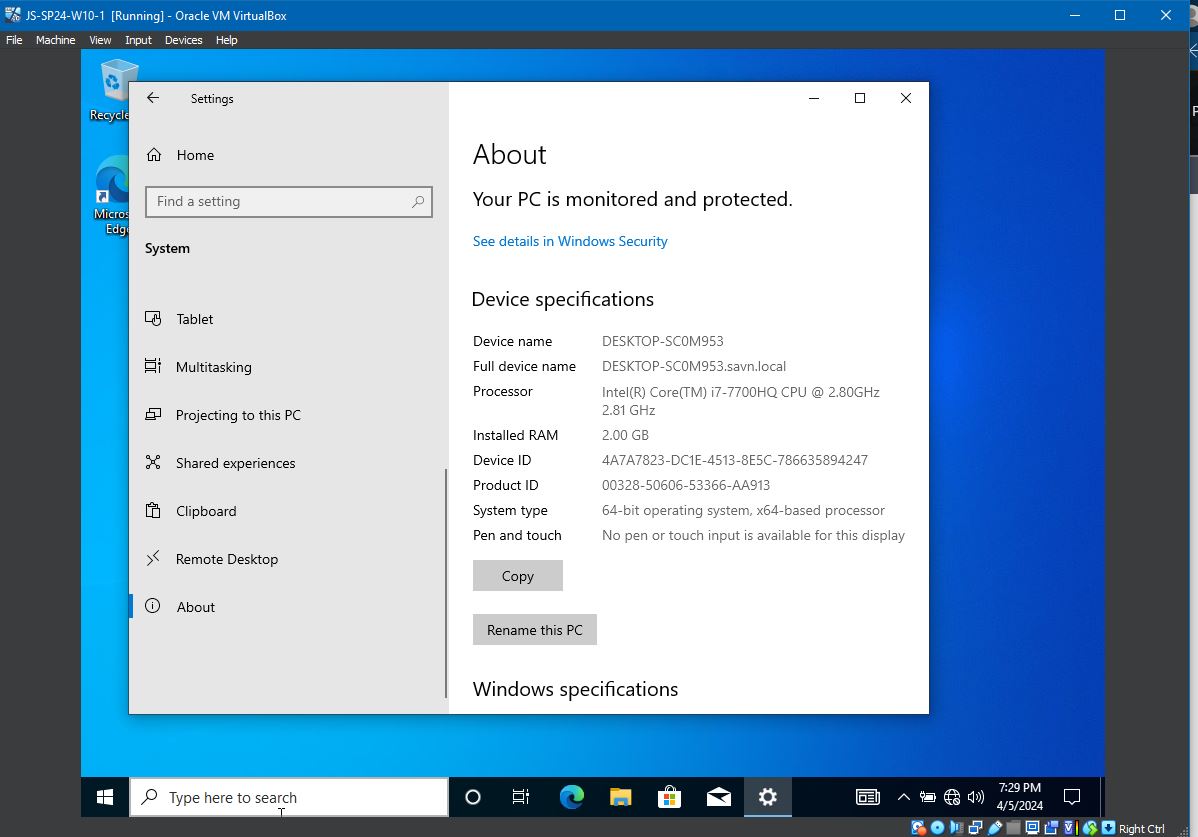 JS-SP24-W10-1 [Running] - Oracle VM VirtualBox
File Machine View Input Devices Help
Recycle
Micros
Edge
Settings
Home
Find a setting
System
Tablet
Multitasking
Projecting to this PC
Shared experiences
Clipboard
Remote Desktop
About
About
Your PC is monitored and protected.
See details in Windows Security
Device specifications
Device name DESKTOP-SC0M953
Full device name DESKTOP-SC0M953.savn.local
Processor Intel(R) Core(TM) i7-7700HQ CPU @ 2.80GHz
2.81 GHz
Installed RAM 2.00 GB
Device ID 4A7A7823-DC1E-4513-8E5C-786635894247
Product ID 00328-50606-53366-AA913
System type 64-bit operating system, x64-based processor
Pen and touch No pen or touch input is available for this display
Copy
Rename this PC
Windows specifications
Type here to search
7:29 PM
4/5/2024
Right Ctrl